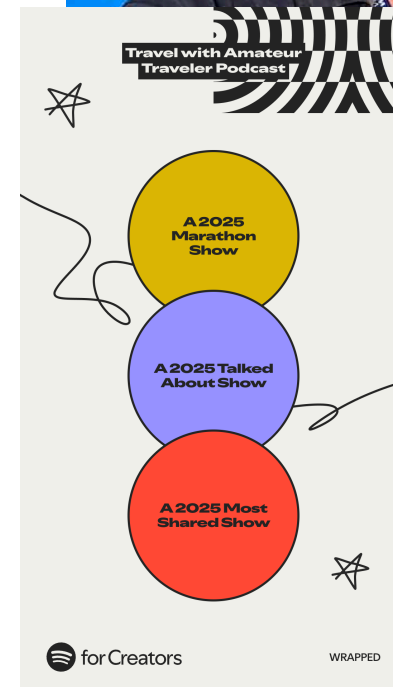 Travel with Amateur
Traveler Podcast
A 2025
Marathon
Show
A 2025 Talked
About Show
A 2025 Most
Shared Show
for Creators
WRAPPED